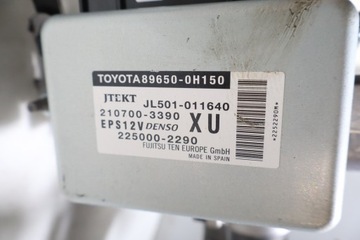 TOYOTA89650-0H150
JTEKT JL501-011640
210700-3390 XU
EPS12V DENSO
225000-2290
FUJITSU TEN EUROPE GmbH
MADE IN SPAIN
*2252290M*